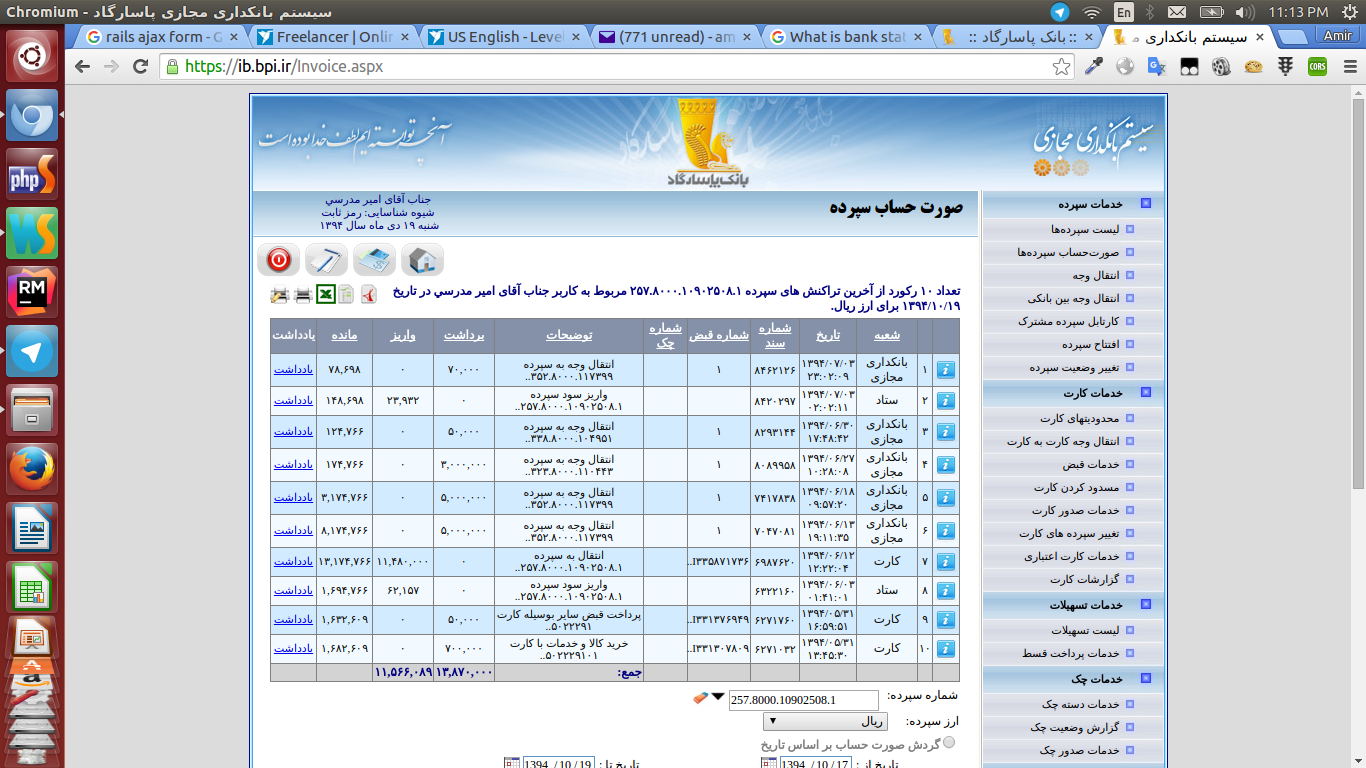 Chromium - سیستم بانکداری مجازی پاسارگاد
En
11:13 PM
rails ajax form - G
Freelancer | Onlin
US English - Level
(771 unread) - am
What is bank stat
:: بانک پاسارگاد ::
سیستم بانکداری م
Amir
https://ib.bpi.ir/Invoice.aspx
CORS
آنچه توانسته‌ایم لطف خدا بوده است
بانک پاسارگاد
سیستم بانکداری مجازی
جناب آقای امیر مدرسي
شیوه شناسایی: رمز ثابت
شنبه ۱۹ دی ماه سال ۱۳۹۴
صورت حساب سپرده
تعداد ۱۰ رکورد از آخرین تراکنش های سپرده ۲۵۷.۸۰۰۰.۱۰۹۰۲۵۰۸.۱ مربوط به کاربر جناب آقای امیر مدرسي در تاریخ
۱۳۹۴/۱۰/۱۹ برای ارز ریال.
شعبه تاریخ شماره سند شماره قبض شماره چک توضیحات برداشت واریز مانده یادداشت
۱ بانکداری مجازی ۱۳۹۴/۰۷/۰۳ ۲۳:۰۲:۰۹ ۸۴۶۲۱۲۶ ۱ انتقال وجه به سپرده ۳۵۲.۸۰۰۰.۱۱۷۳۹۹.. ۷۰,۰۰۰ ۰ ۷۸,۶۹۸ یادداشت
۲ ستاد ۱۳۹۴/۰۷/۰۳ ۰۲:۰۲:۱۱ ۸۴۲۰۲۹۷ واریز سود سپرده ۲۵۷.۸۰۰۰.۱۰۹۰۲۵۰۸.۱.. ۰ ۲۳,۹۳۲ ۱۴۸,۶۹۸ یادداشت
۳ بانکداری مجازی ۱۳۹۴/۰۶/۳۰ ۱۷:۴۸:۴۲ ۸۲۹۳۱۴۴ ۱ انتقال وجه به سپرده ۳۳۸.۸۰۰۰.۱۰۴۹۵۱.. ۵۰,۰۰۰ ۰ ۱۲۴,۷۶۶ یادداشت
۴ بانکداری مجازی ۱۳۹۴/۰۶/۲۷ ۱۰:۲۸:۰۸ ۸۰۸۹۹۵۸ ۱ انتقال وجه به سپرده ۳۲۳.۸۰۰۰.۱۱۰۴۴۳.. ۳,۰۰۰,۰۰۰ ۰ ۱۷۴,۷۶۶ یادداشت
۵ بانکداری مجازی ۱۳۹۴/۰۶/۱۸ ۰۹:۵۷:۲۰ ۷۴۱۷۸۳۸ ۱ انتقال وجه به سپرده ۳۵۲.۸۰۰۰.۱۱۷۳۹۹.. ۵,۰۰۰,۰۰۰ ۰ ۳,۱۷۴,۷۶۶ یادداشت
۶ بانکداری مجازی ۱۳۹۴/۰۶/۱۳ ۱۹:۱۱:۳۵ ۷۰۴۷۰۸۱ ۱ انتقال وجه به سپرده ۳۵۲.۸۰۰۰.۱۱۷۳۹۹.. ۵,۰۰۰,۰۰۰ ۰ ۸,۱۷۴,۷۶۶ یادداشت
۷ کارت ۱۳۹۴/۰۶/۱۲ ۱۲:۲۲:۰۴ ۶۹۸۷۶۲۰ I۳۳۵۸۷۱۷۳۶.. انتقال به سپرده ۲۵۷.۸۰۰۰.۱۰۹۰۲۵۰۸.۱.. ۰ ۱۱,۴۸۰,۰۰۰ ۱۳,۱۷۴,۷۶۶ یادداشت
۸ ستاد ۱۳۹۴/۰۶/۰۳ ۰۱:۴۱:۰۱ ۶۳۲۲۱۶۰ واریز سود سپرده ۲۵۷.۸۰۰۰.۱۰۹۰۲۵۰۸.۱.. ۰ ۶۲,۱۵۷ ۱,۶۹۴,۷۶۶ یادداشت
۹ کارت ۱۳۹۴/۰۵/۳۱ ۱۶:۵۹:۵۱ ۶۲۷۱۷۶۰ I۳۳۱۳۷۶۹۴۹.. پرداخت قبض سایر بوسیله کارت ۵۰۲۲۲۹۱.. ۵۰,۰۰۰ ۰ ۱,۶۳۲,۶۰۹ یادداشت
۱۰ کارت ۱۳۹۴/۰۵/۳۱ ۱۳:۴۵:۳۰ ۶۲۷۱۰۳۲ I۳۳۱۳۰۷۸۰۹.. خرید کالا و خدمات با کارت ۵۰۲۲۲۹۱۰۱.. ۷۰۰,۰۰۰ ۰ ۱,۶۸۲,۶۰۹ یادداشت
جمع: ۱۳,۸۷۰,۰۰۰ ۱۱,۵۶۶,۰۸۹
شماره سپرده: 257.8000.10902508.1
ارز سپرده: ریال
گردش صورت حساب بر اساس تاریخ
تاریخ از : 1394 / 10 / 17 تاریخ تا : 1394 / 10 / 19
خدمات سپرده
لیست سپرده‌ها
صورت‌حساب سپرده‌ها
انتقال وجه
انتقال وجه بین بانکی
کارتابل سپرده مشترک
افتتاح سپرده
تغییر وضعیت سپرده
خدمات کارت
محدودیتهای کارت
انتقال وجه کارت به کارت
خدمات قبض
مسدود کردن کارت
خدمات صدور کارت
تغییر سپرده های کارت
خدمات کارت اعتباری
گزارشات کارت
خدمات تسهیلات
لیست تسهیلات
خدمات پرداخت قسط
خدمات چک
خدمات دسته چک
گزارش وضعیت چک
خدمات صدور چک
php
WS
RM